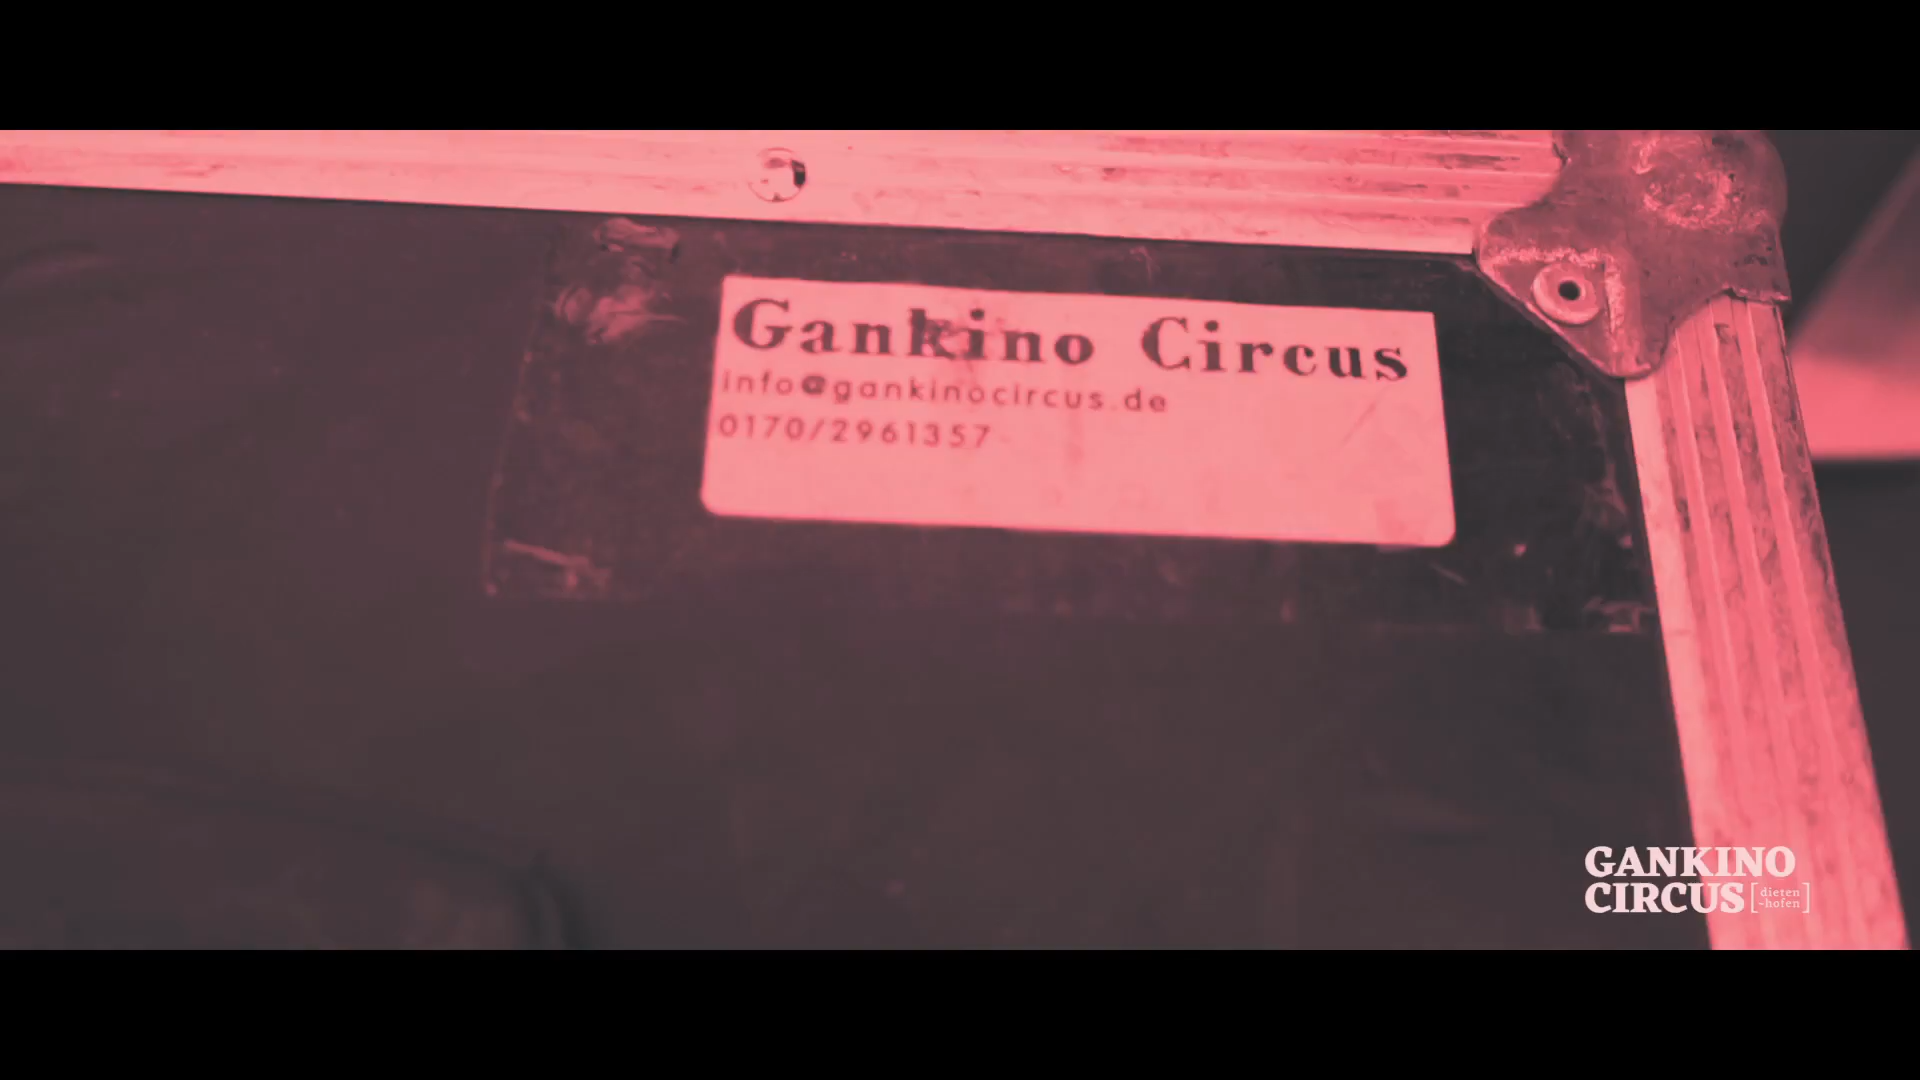 Gankino Circus
info@gankinocircus.de
0170/2961357
GANKINO
CIRCUS [dieten
-hofen]